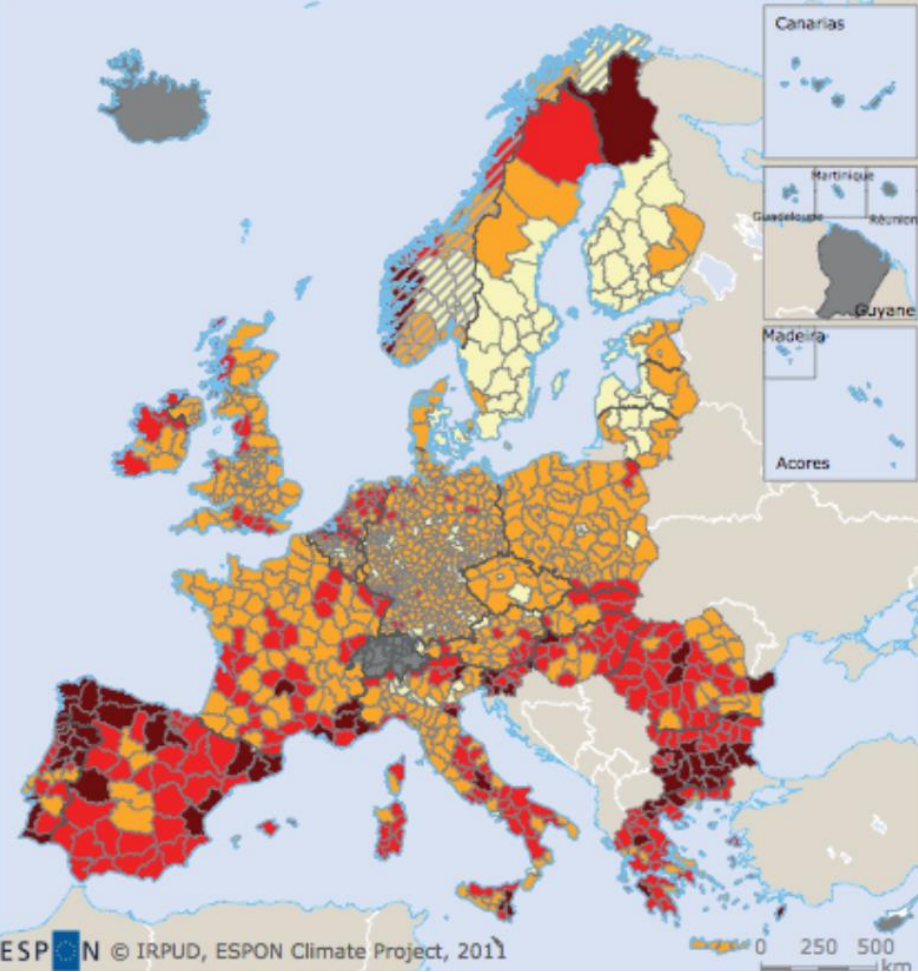 Canarias
Martinique
Guadeloupe
Réunion
Guyane
Madeira
Acores
ESPON © IRPUD, ESPON Climate Project, 2011
0 250 500
km